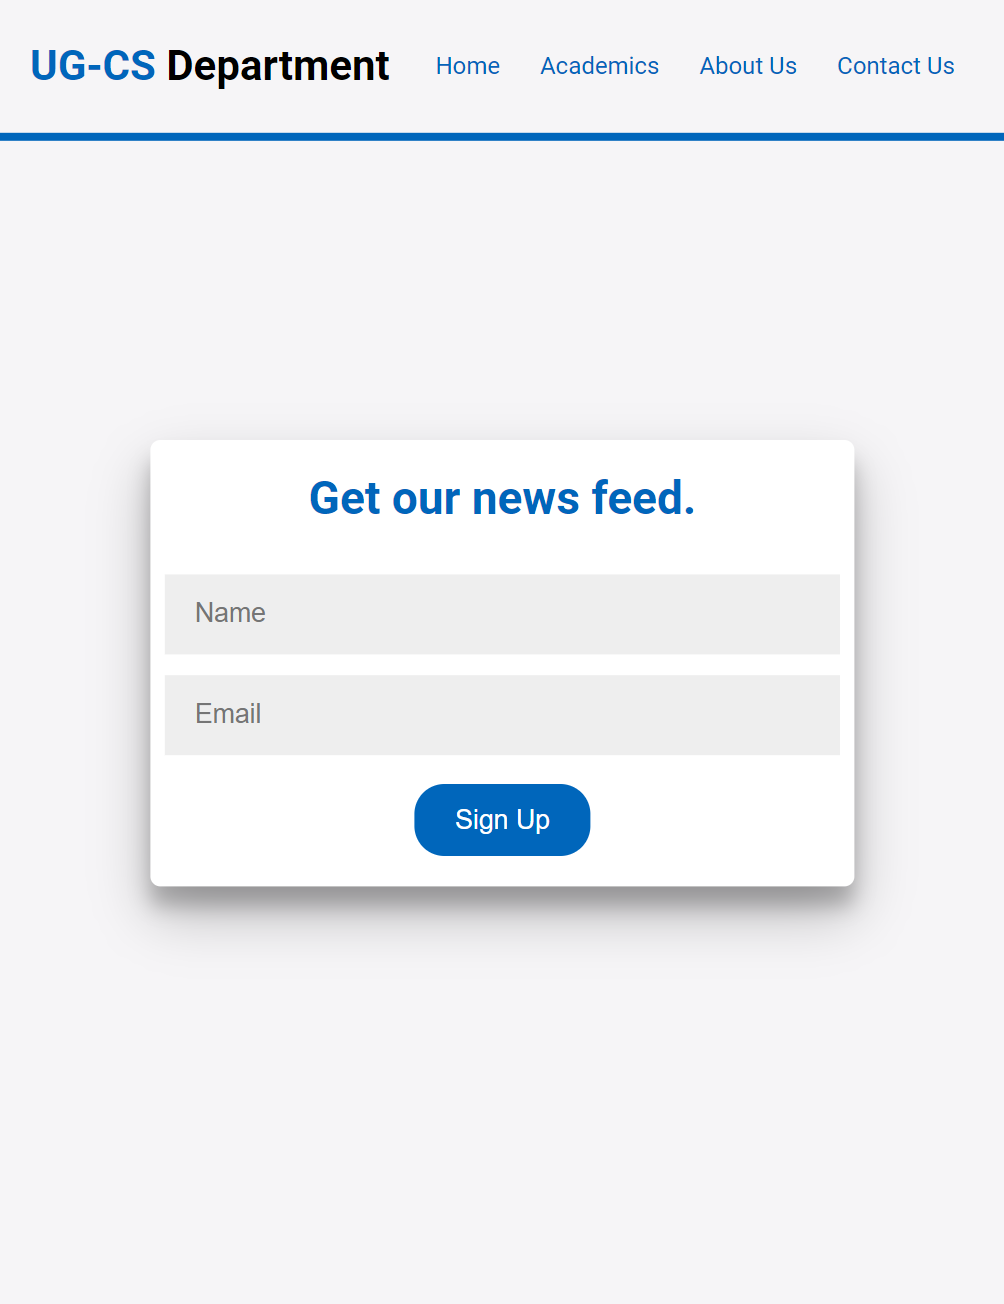 UG-CS Department Home Academics About Us Contact Us
Get our news feed.
Name
Email
Sign Up